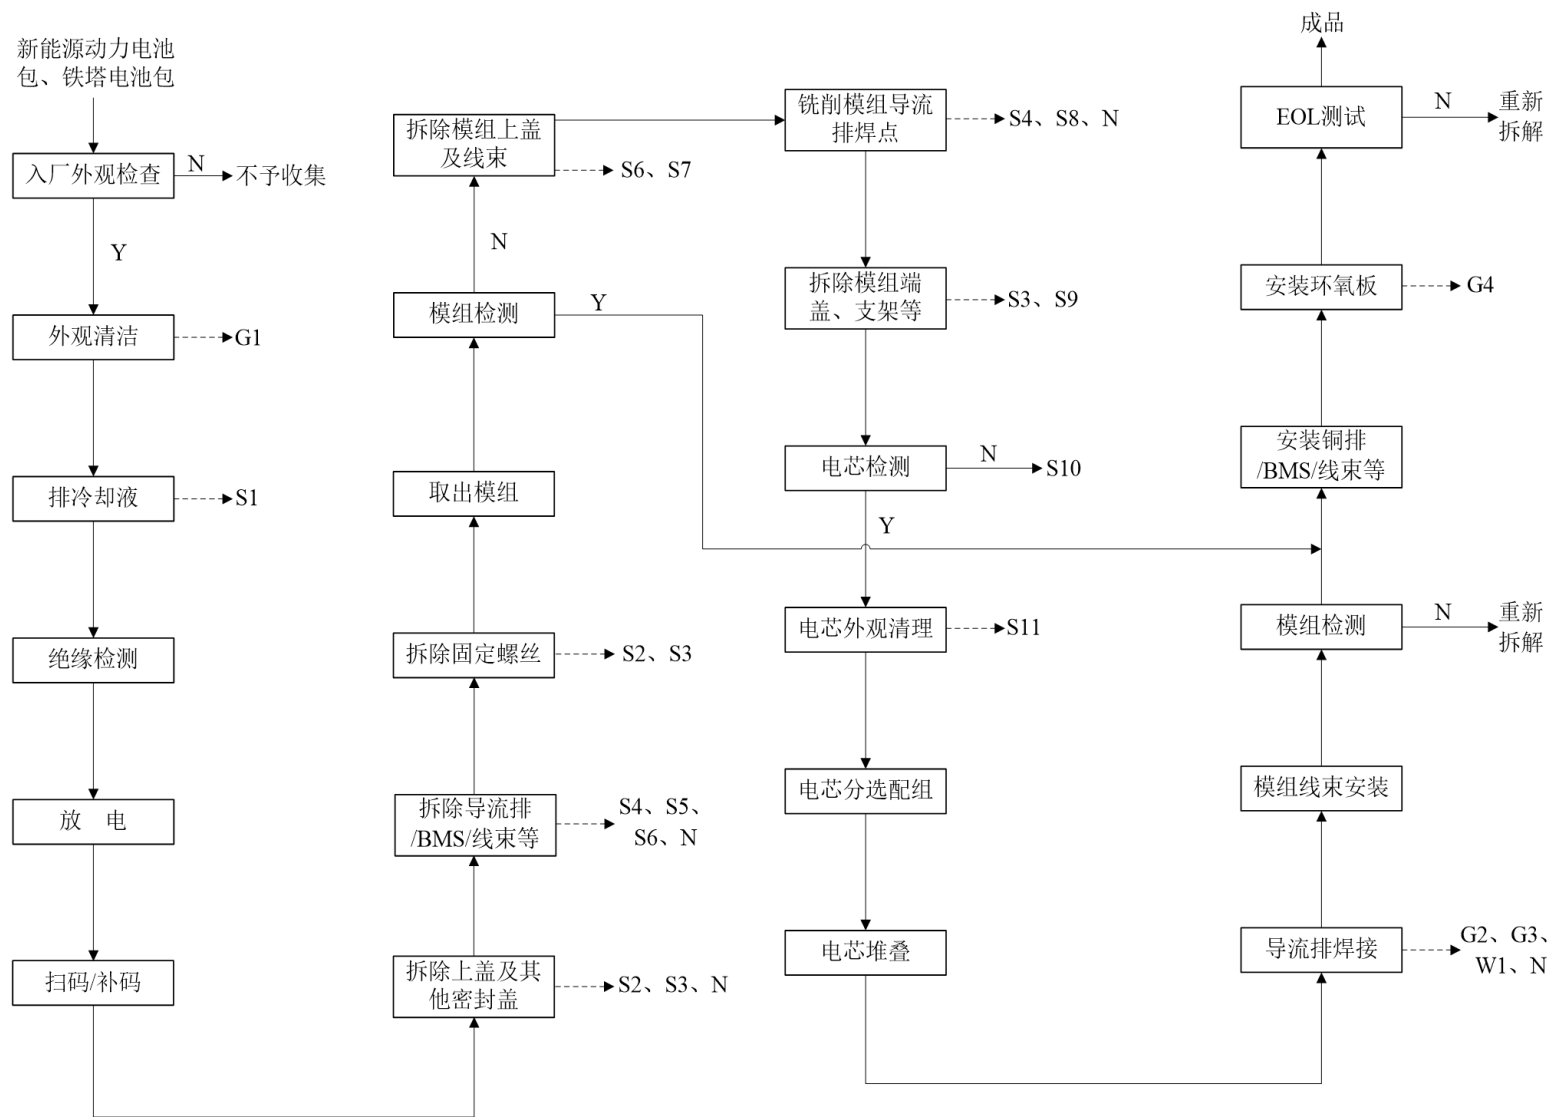 新能源动力电池
包、铁塔电池包
入厂外观检查
N
不予收集
Y
外观清洁
G1
排冷却液
S1
绝缘检测
放 电
扫码/补码
拆除上盖及其
他密封盖
S2、S3、N
拆除导流排
/BMS/线束等
S4、S5、
S6、N
拆除固定螺丝
S2、S3
取出模组
模组检测
Y
N
拆除模组上盖
及线束
S6、S7
铣削模组导流
排焊点
S4、S8、N
拆除模组端
盖、支架等
S3、S9
电芯检测
N
S10
Y
电芯外观清理
S11
电芯分选配组
电芯堆叠
导流排焊接
G2、G3、
W1、N
模组线束安装
模组检测
N
重新
拆解
安装铜排
/BMS/线束等
安装环氧板
G4
EOL测试
N
重新
拆解
成品